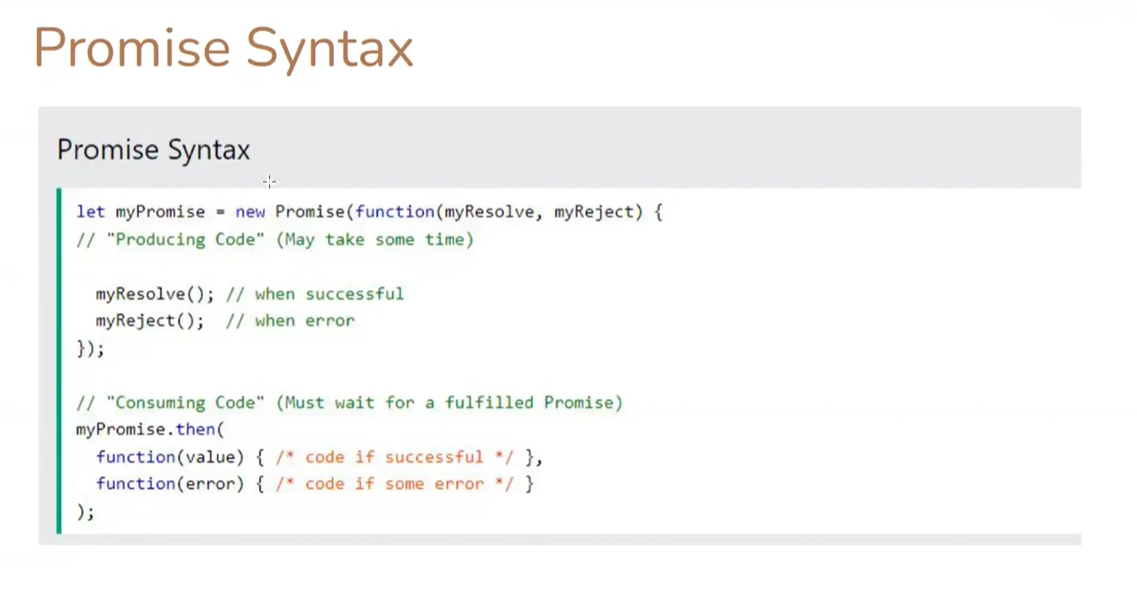 Promise Syntax
Promise Syntax
let myPromise = new Promise(function(myResolve, myReject) {
// "Producing Code" (May take some time)
myResolve(); // when successful
myReject();  // when error
});
// "Consuming Code" (Must wait for a fulfilled Promise)
myPromise.then(
function(value) { /* code if successful */ },
function(error) { /* code if some error */ }
);